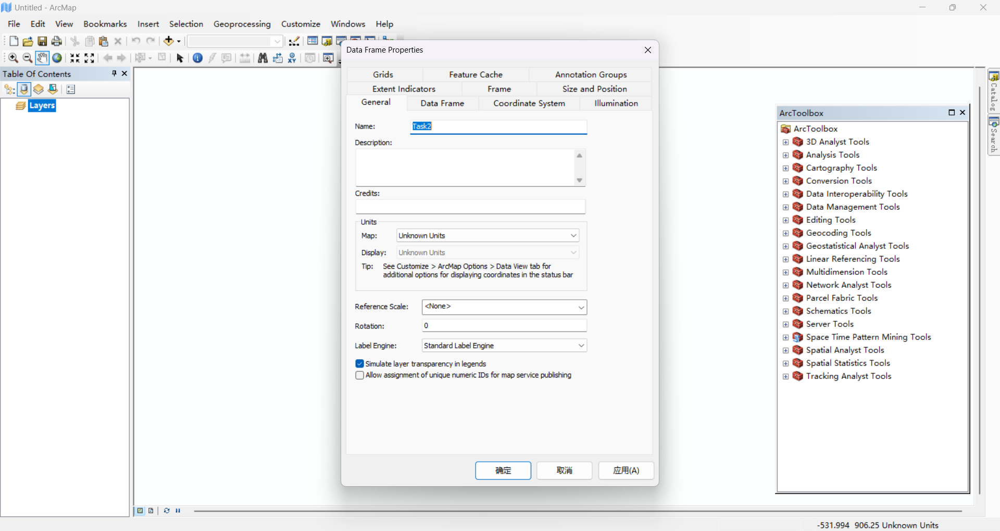 Untitled - ArcMap
File Edit View Bookmarks Insert Selection Geoprocessing Customize Windows Help
Table Of Contents
Layers
Data Frame Properties
Grids Feature Cache Annotation Groups
Extent Indicators Frame Size and Position
General Data Frame Coordinate System Illumination
Name: Task2
Description:
Credits:
Units
Map: Unknown Units
Display: Unknown Units
Tip: See Customize > ArcMap Options > Data View tab for
additional options for displaying coordinates in the status bar
Reference Scale: <None>
Rotation: 0
Label Engine: Standard Label Engine
Simulate layer transparency in legends
Allow assignment of unique numeric IDs for map service publishing
确定 取消 应用(A)
ArcToolbox
ArcToolbox
3D Analyst Tools
Analysis Tools
Cartography Tools
Conversion Tools
Data Interoperability Tools
Data Management Tools
Editing Tools
Geocoding Tools
Geostatistical Analyst Tools
Linear Referencing Tools
Multidimension Tools
Network Analyst Tools
Parcel Fabric Tools
Schematics Tools
Server Tools
Space Time Pattern Mining Tools
Spatial Analyst Tools
Spatial Statistics Tools
Tracking Analyst Tools
Catalog
Search
-531.994 906.25 Unknown Units